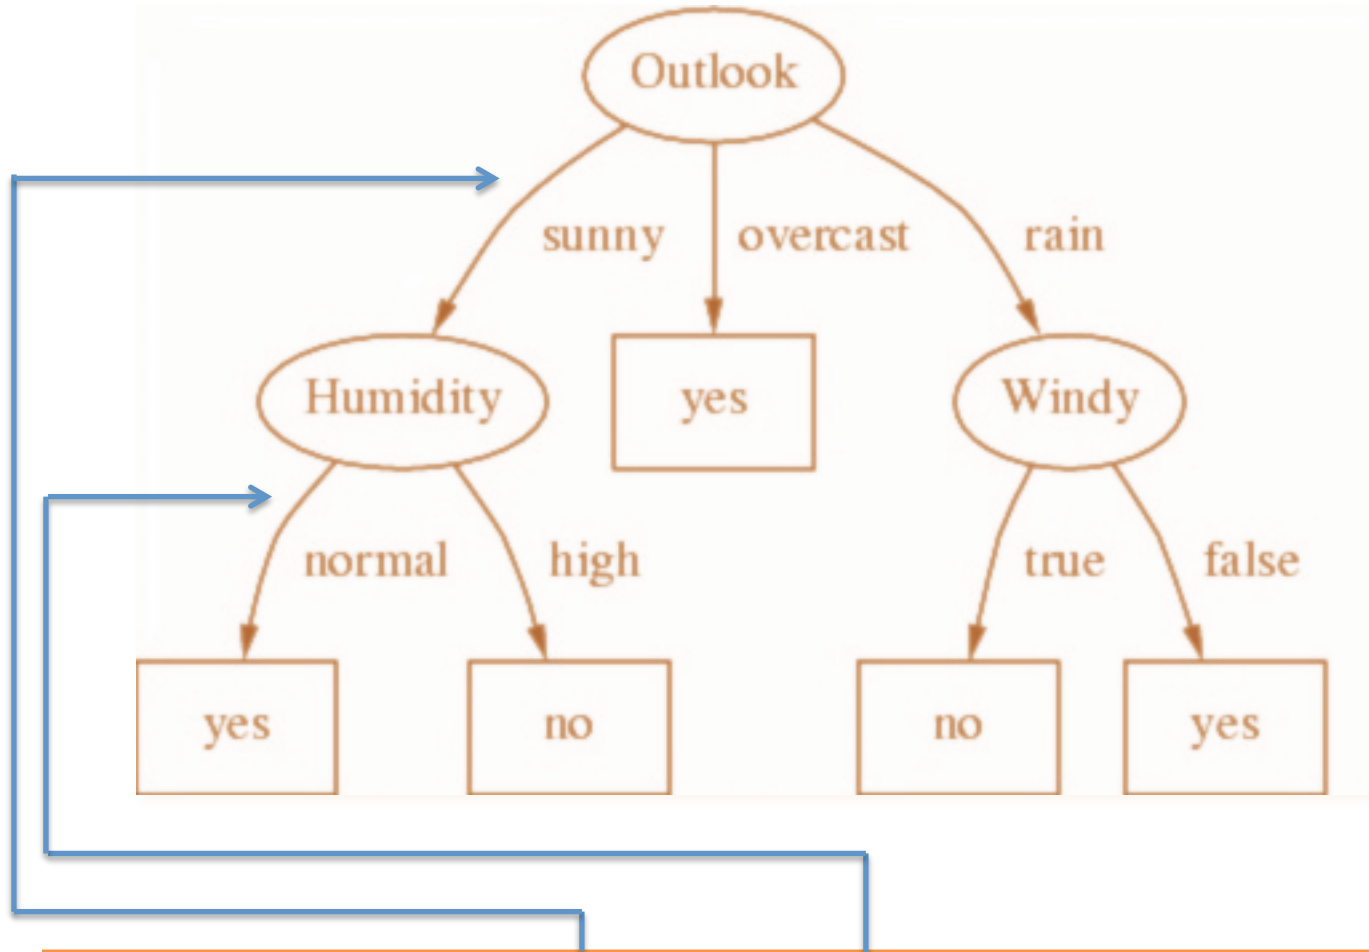 Outlook
sunny overcast rain
Humidity yes Windy
normal high true false
yes no no yes